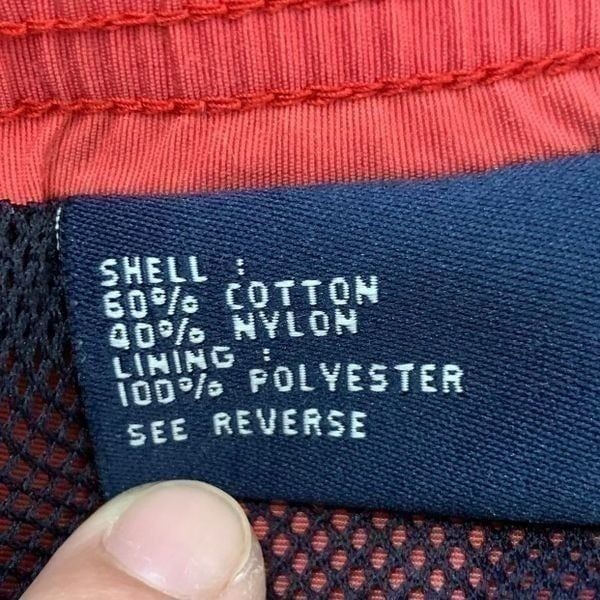 SHELL :
60% COTTON
40% NYLON
LINING :
100% POLYESTER
SEE REVERSE